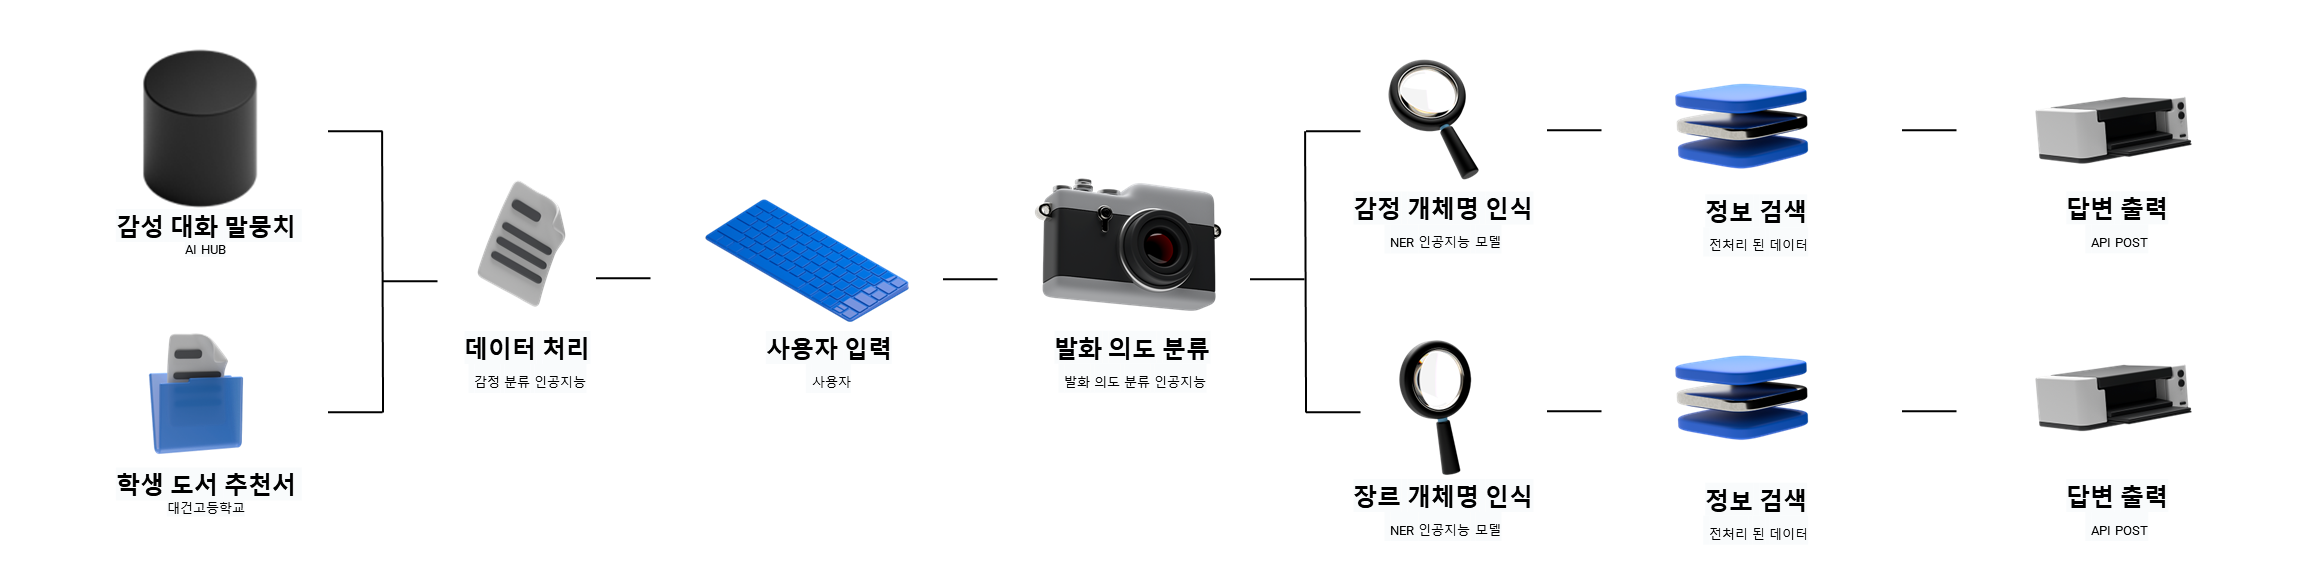 감성 대화 말뭉치
AI HUB
학생 도서 추천서
대건고등학교
데이터 처리
감정 분류 인공지능
사용자 입력
사용자
발화 의도 분류
발화 의도 분류 인공지능
감정 개체명 인식
NER 인공지능 모델
정보 검색
전처리 된 데이터
답변 출력
API POST
장르 개체명 인식
NER 인공지능 모델
정보 검색
전처리 된 데이터
답변 출력
API POST